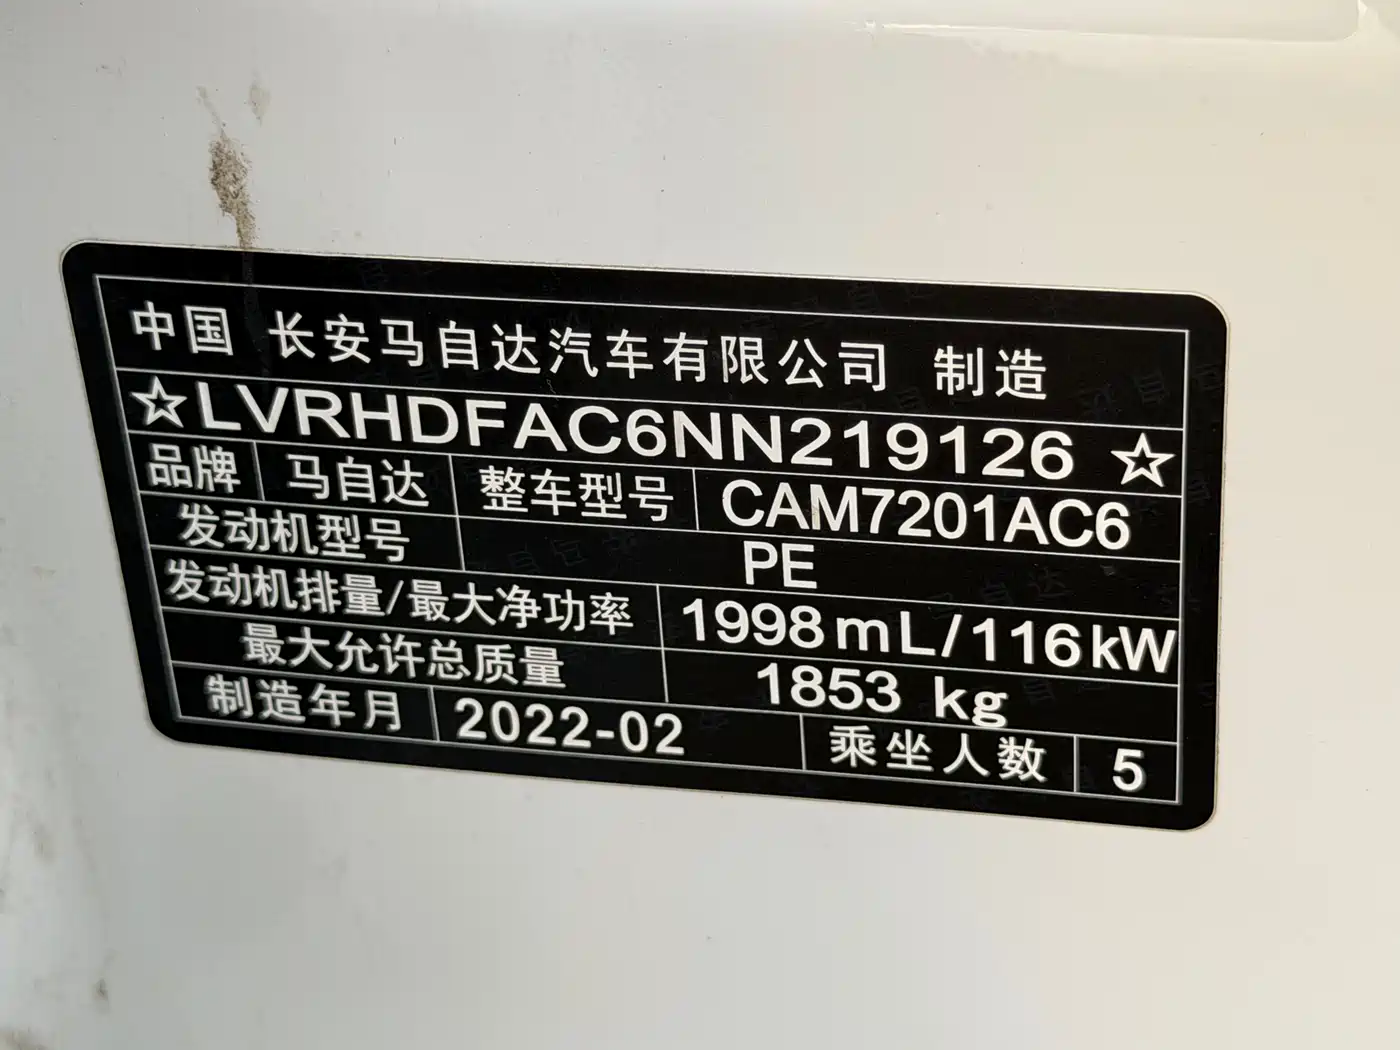 中国 长安马自达汽车有限公司 制造
☆LVRHDFAC6NN219126☆
品牌 马自达 整车型号 CAM7201AC6
发动机型号 PE
发动机排量/最大净功率 1998mL/116kW
最大允许总质量 1853 kg
制造年月 2022-02 乘坐人数 5